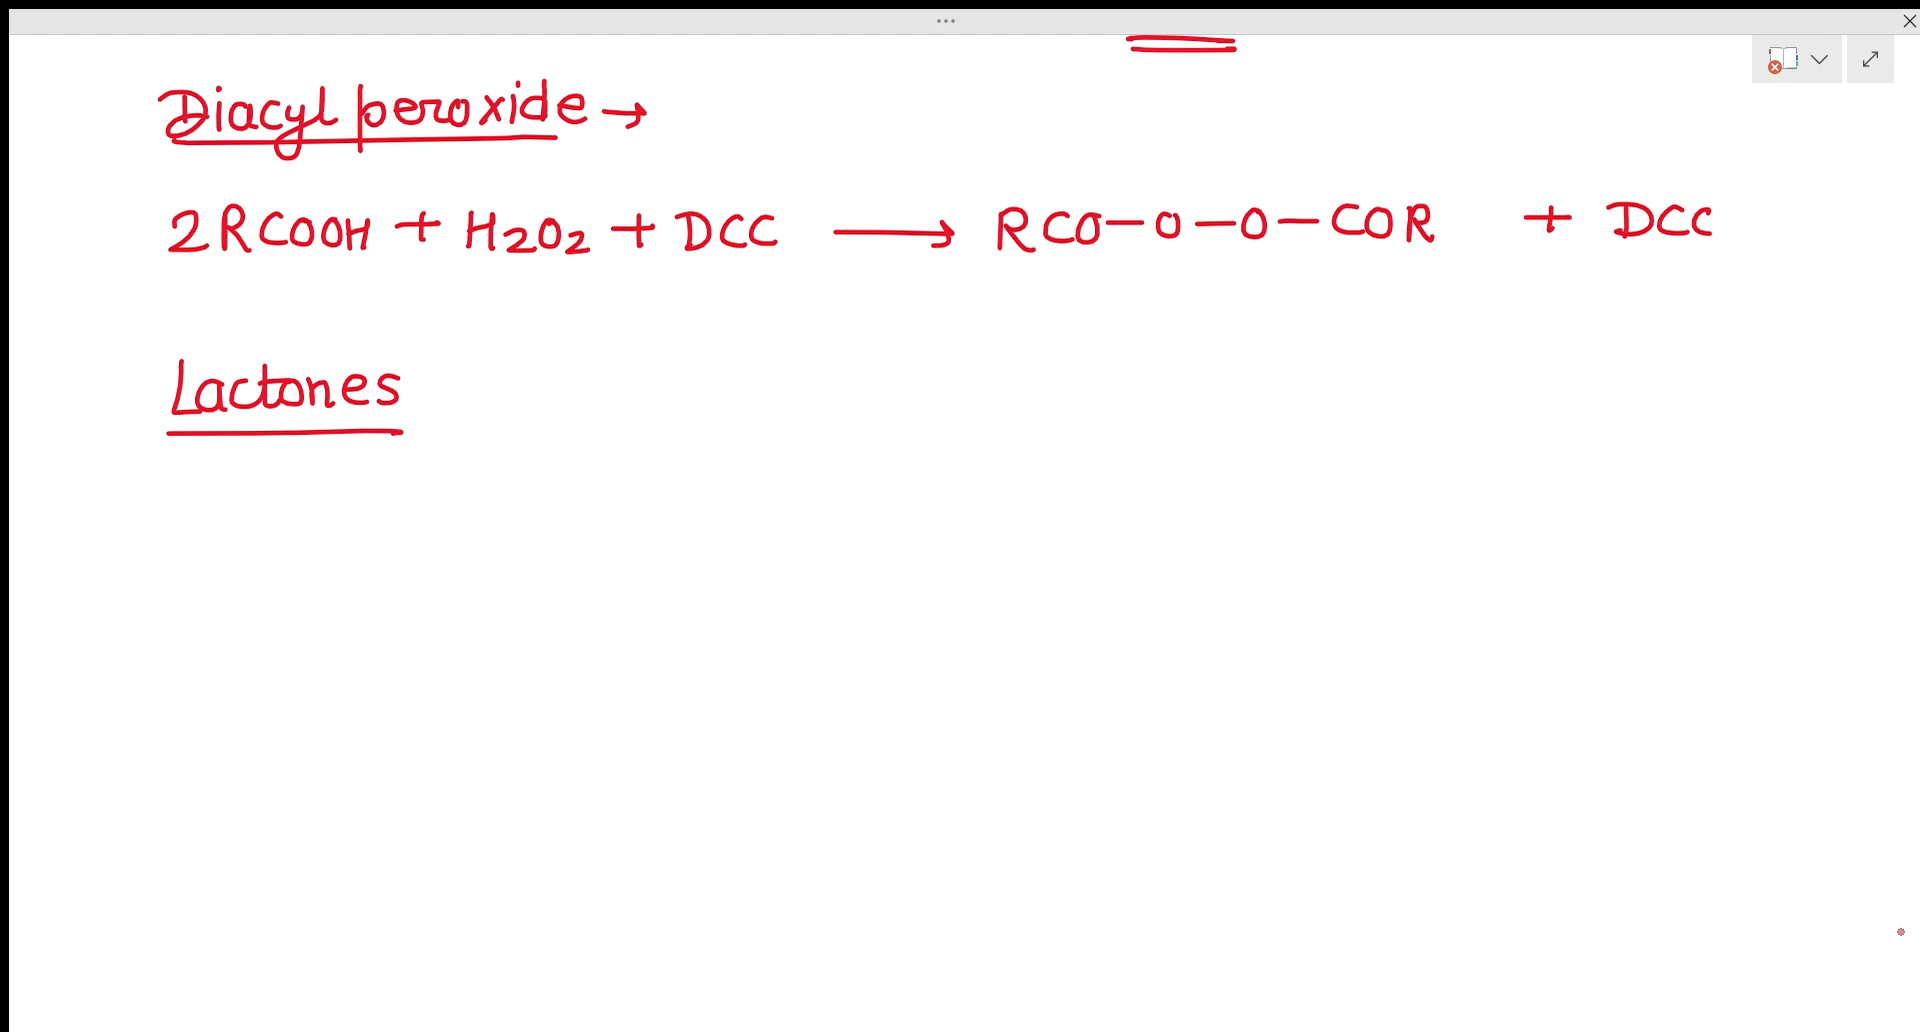 Diacyl peroxide →
2RCOOH + H2O2 + DCC ⟶ RCO-O-O-COR + DCC
Lactones